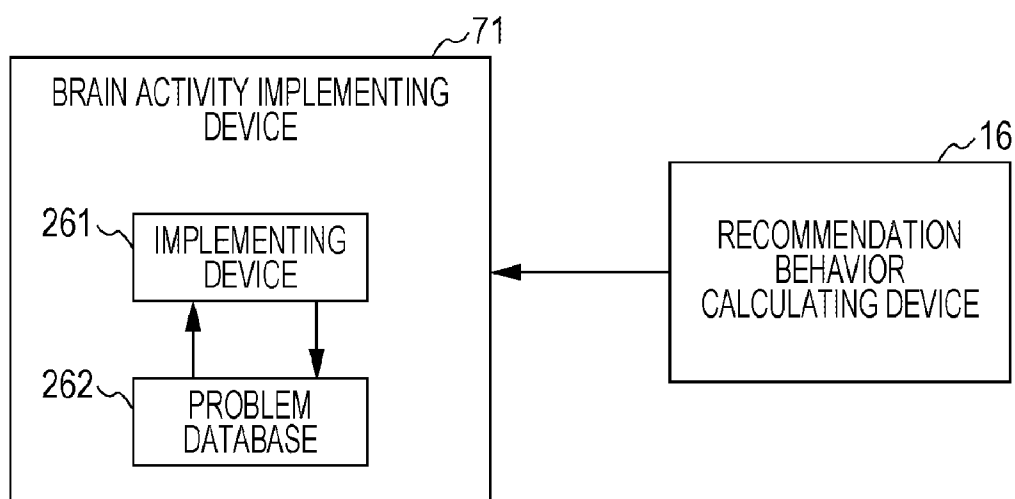 71
BRAIN ACTIVITY IMPLEMENTING
DEVICE
261
IMPLEMENTING
DEVICE
262
PROBLEM
DATABASE
16
RECOMMENDATION
BEHAVIOR
CALCULATING DEVICE